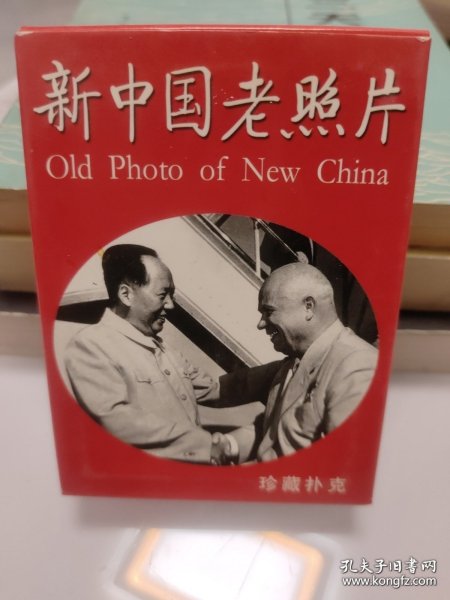 新中国老照片
Old Photo of New China
珍藏扑克
孔夫子旧书网
www.kongfz.com